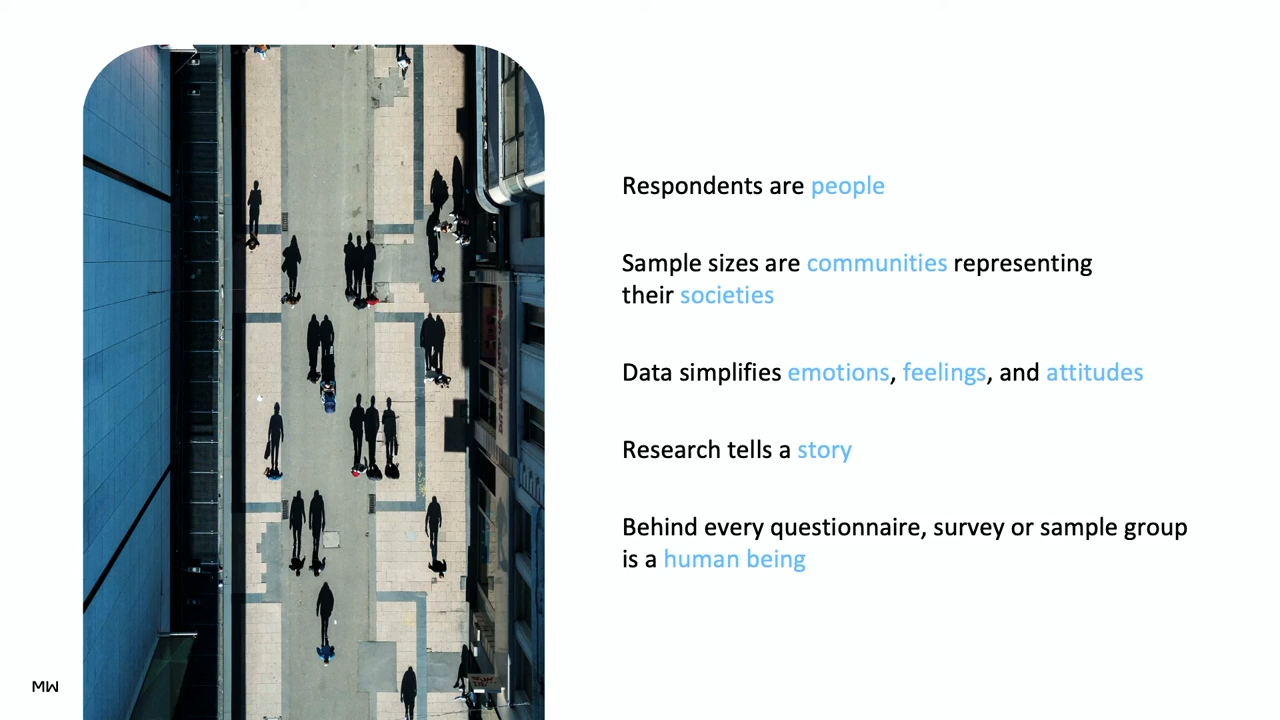 Respondents are people
Sample sizes are communities representing
their societies
Data simplifies emotions, feelings, and attitudes
Research tells a story
Behind every questionnaire, survey or sample group
is a human being
MW